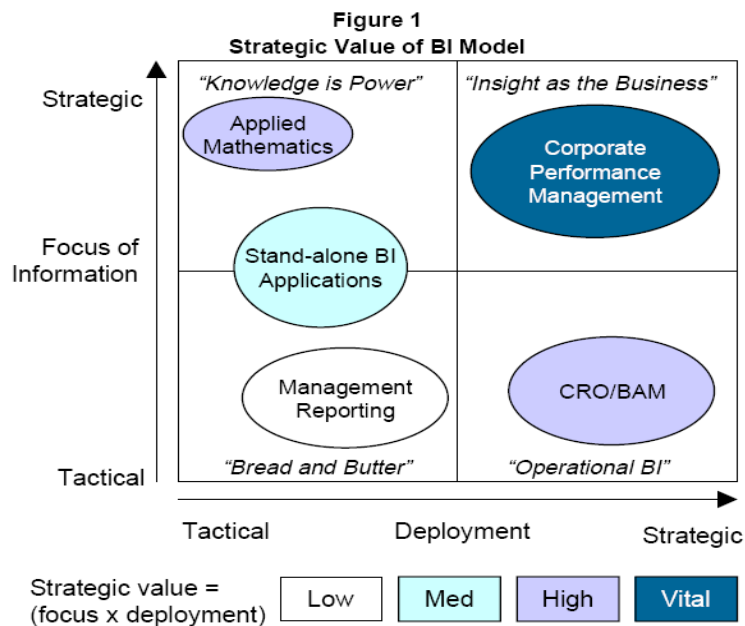 Figure 1
Strategic Value of BI Model
Strategic
“Knowledge is Power”
“Insight as the Business”
Applied
Mathematics
Corporate
Performance
Management
Focus of
Information
Stand-alone BI
Applications
Management
Reporting
CRO/BAM
Tactical
“Bread and Butter”
“Operational BI”
Tactical
Deployment
Strategic
Strategic value =
(focus x deployment)
Low
Med
High
Vital